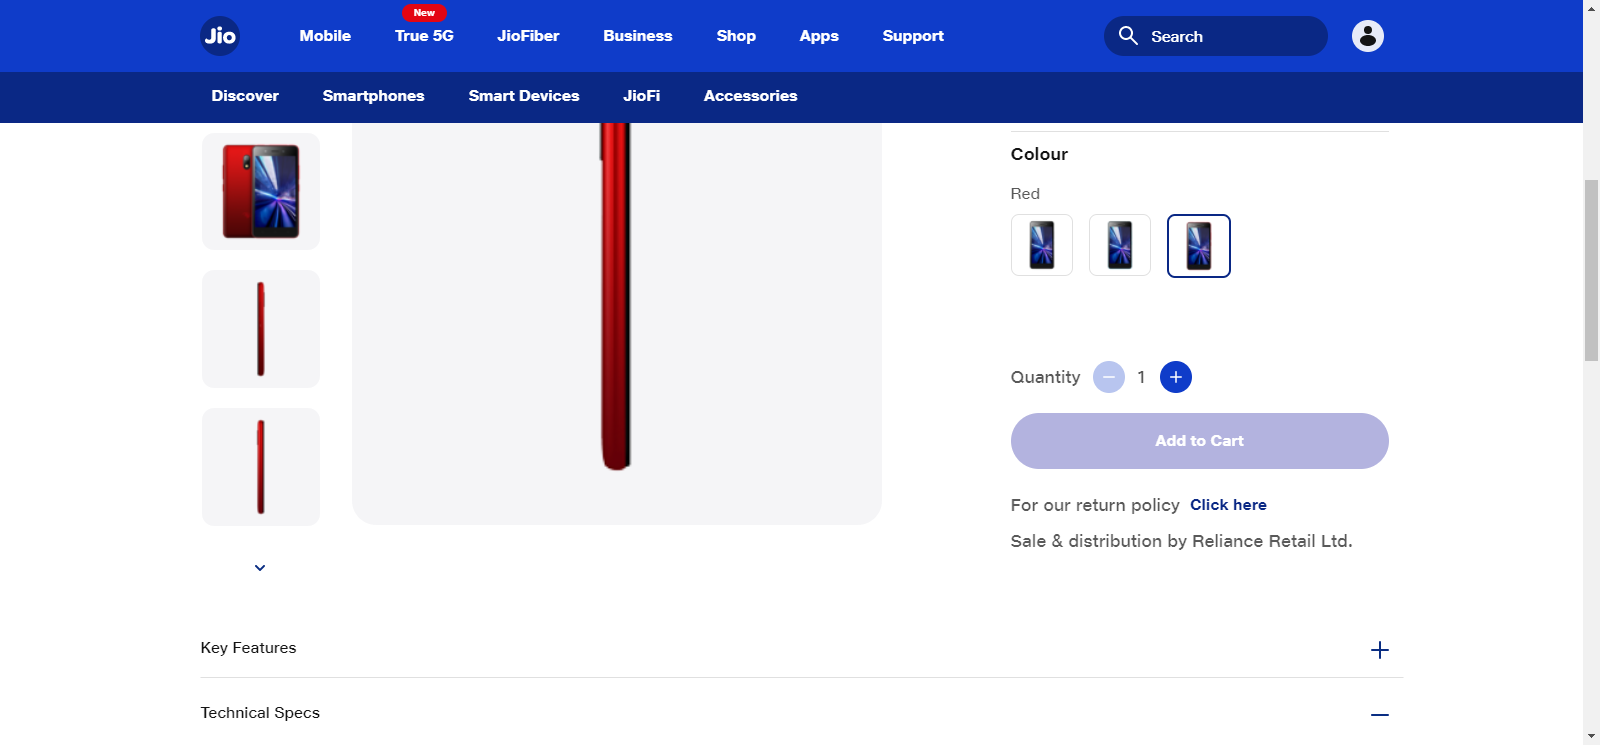 New
Jio
Mobile
True 5G
JioFiber
Business
Shop
Apps
Support
Search
Discover
Smartphones
Smart Devices
JioFi
Accessories
Colour
Red
Quantity
1
Add to Cart
For our return policy Click here
Sale & distribution by Reliance Retail Ltd.
Key Features
Technical Specs